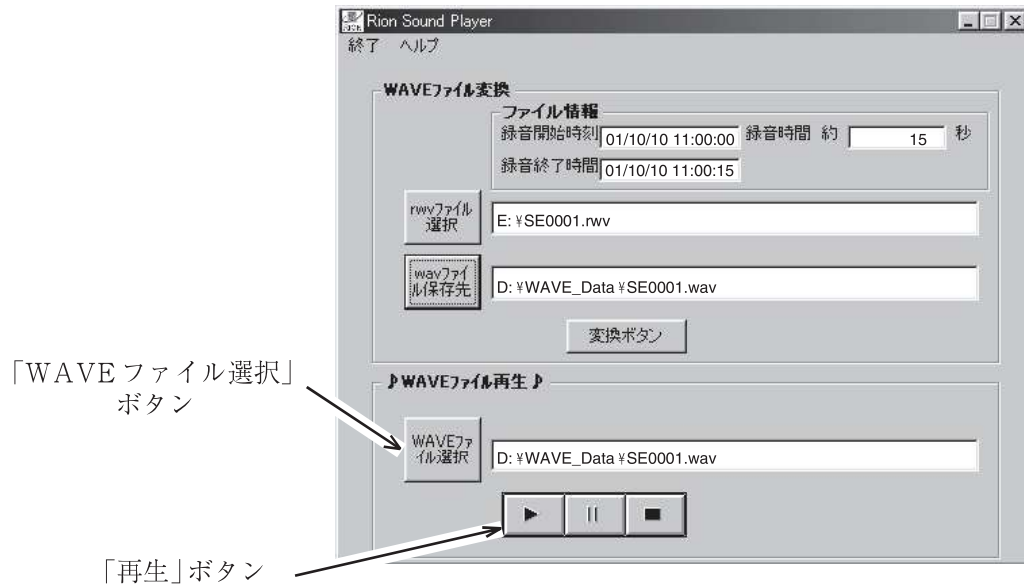 Rion Sound Player
終了 ヘルプ
WAVEファイル変換
ファイル情報
録音開始時刻 01/10/10 11:00:00 録音時間 約 15 秒
録音終了時間 01/10/10 11:00:15
rwvファイル
選択
E: ¥SE0001.rwv
wavファイ
ル保存先
D: ¥WAVE_Data ¥SE0001.wav
変換ボタン
「WAVEファイル選択」
ボタン
♪WAVEファイル再生♪
WAVEファ
イル選択
D: ¥WAVE_Data ¥SE0001.wav
「再生」ボタン